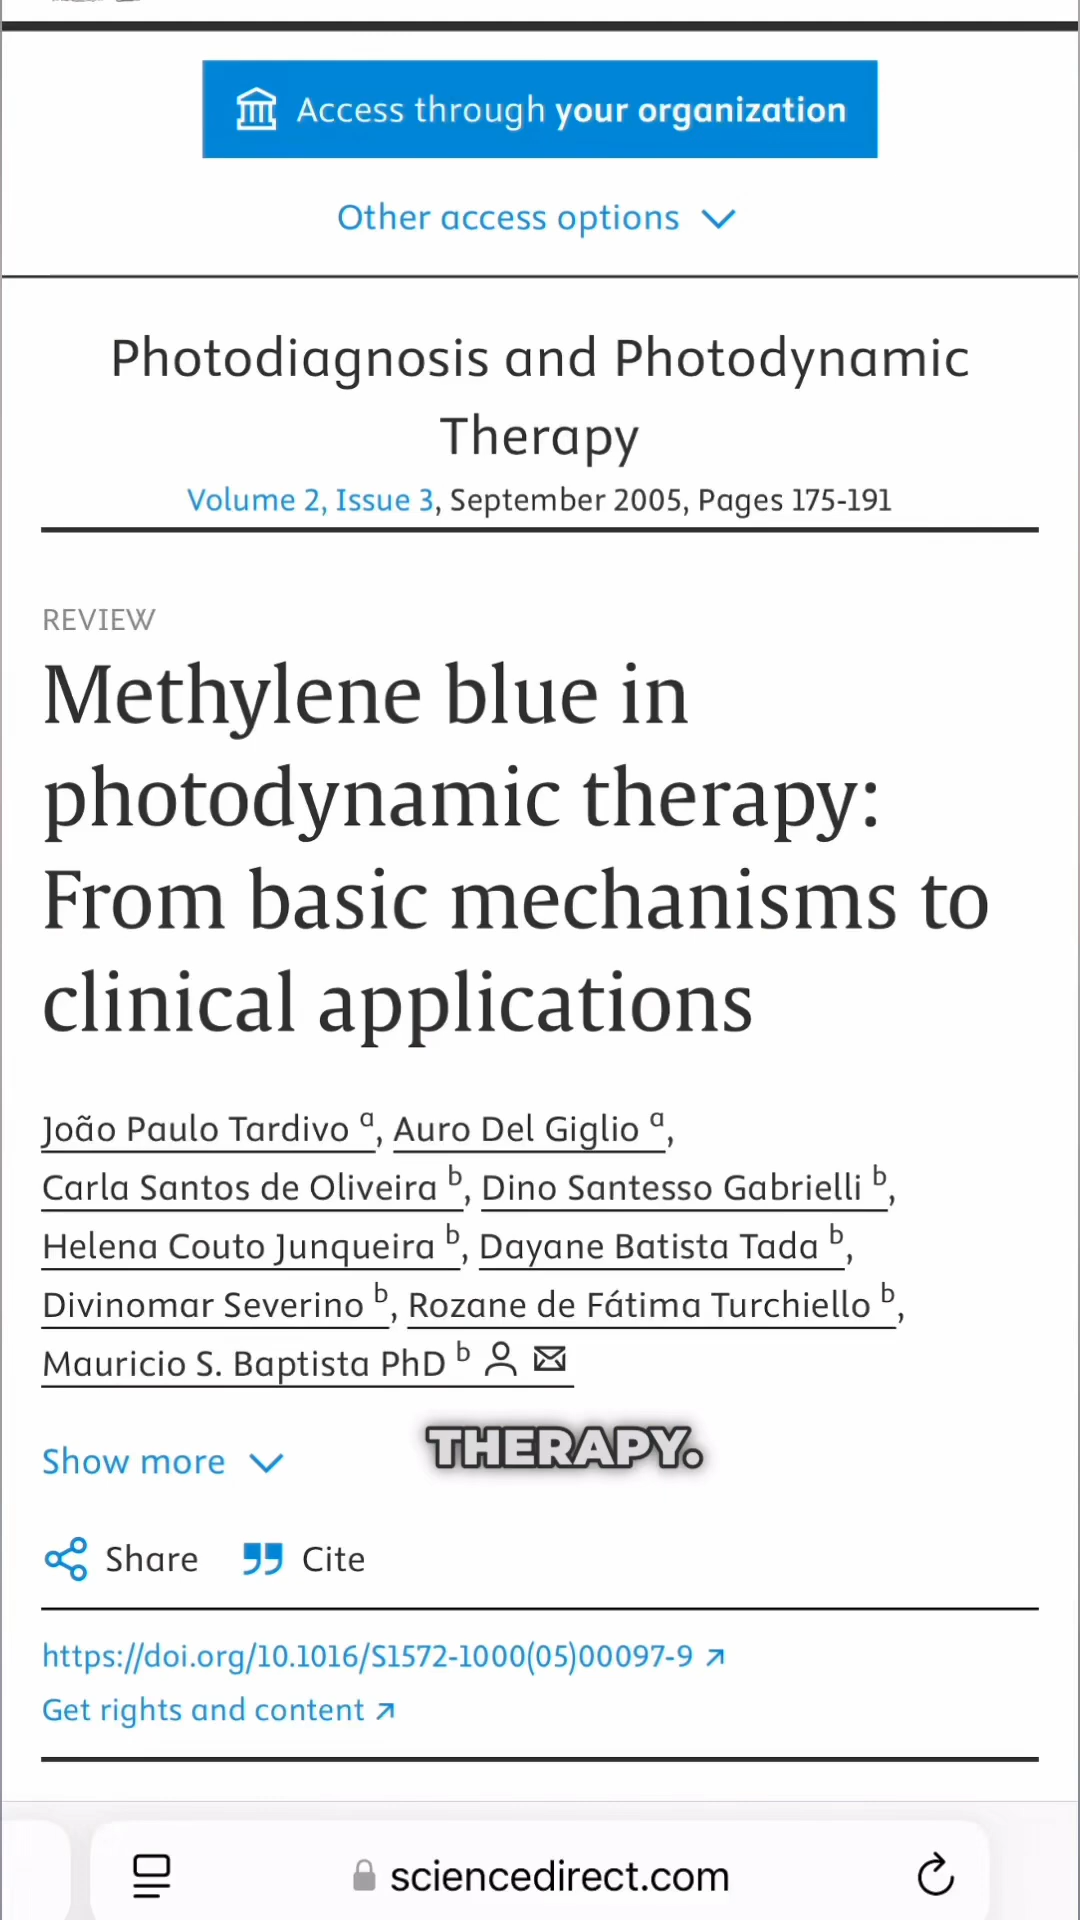 Access through your organization
Other access options
Photodiagnosis and Photodynamic
Therapy
Volume 2, Issue 3, September 2005, Pages 175-191
REVIEW
Methylene blue in
photodynamic therapy:
From basic mechanisms to
clinical applications
João Paulo Tardivo a, Auro Del Giglio a,
Carla Santos de Oliveira b, Dino Santesso Gabrielli b,
Helena Couto Junqueira b, Dayane Batista Tada b,
Divinomar Severino b, Rozane de Fátima Turchiello b,
Mauricio S. Baptista PhD b
THERAPY.
Show more
Share Cite
https://doi.org/10.1016/S1572-1000(05)00097-9
Get rights and content
sciencedirect.com